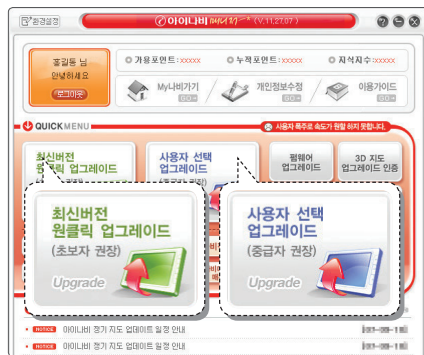 환경설정
아이나비 매니저 (V.11.27.07)
홍길동 님
안녕하세요
로그아웃
가용포인트:xxxxx
누적포인트:xxxxx
지식지수:xxxxx
My나비가기
GO
개인정보수정
GO
이용가이드
GO
QUICKMENU
사용자 폭주로 속도가 원활 하지 못합니다.
최신버전
원클릭 업그레이드
사용자 선택
업그레이드
펌웨어
업그레이드
3D 지도
업그레이드 인증
최신버전
원클릭 업그레이드
(초보자 권장)
Upgrade
사용자 선택
업그레이드
(중급자 권장)
Upgrade
NOTICE 아이나비 정기 지도 업데이트 일정 안내
NOTICE 아이나비 정기 지도 업데이트 일정 안내